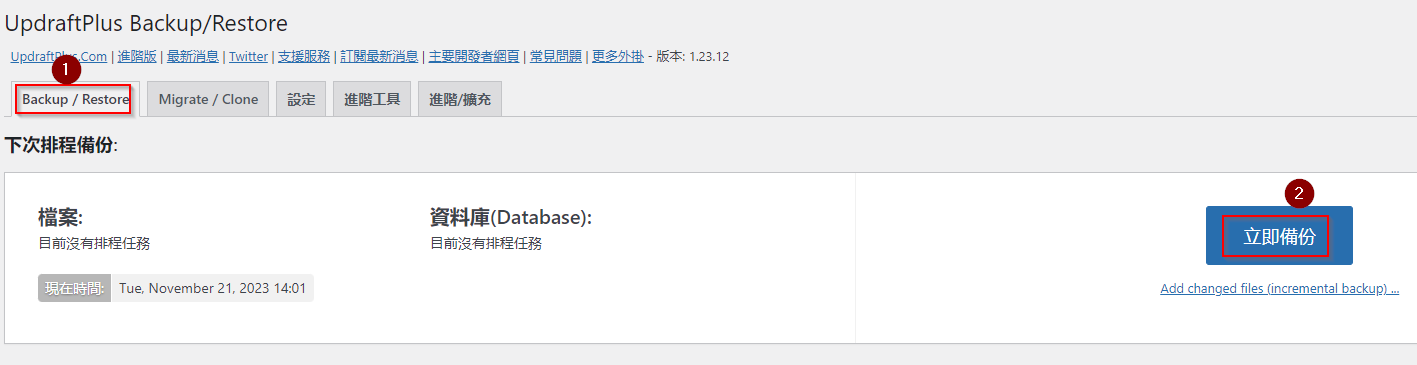 UpdraftPlus Backup/Restore
UpdraftPlus.Com | 進階版 | 最新消息 | Twitter | 支援服務 | 訂閱最新消息 | 主要開發者網頁 | 常見問題 | 更多外掛 - 版本: 1.23.12
1
Backup / Restore Migrate / Clone 設定 進階工具 進階/擴充
下次排程備份:
2
檔案: 資料庫(Database): 立即備份
目前沒有排程任務 目前沒有排程任務
現在時間: Tue, November 21, 2023 14:01 Add changed files (incremental backup) ...